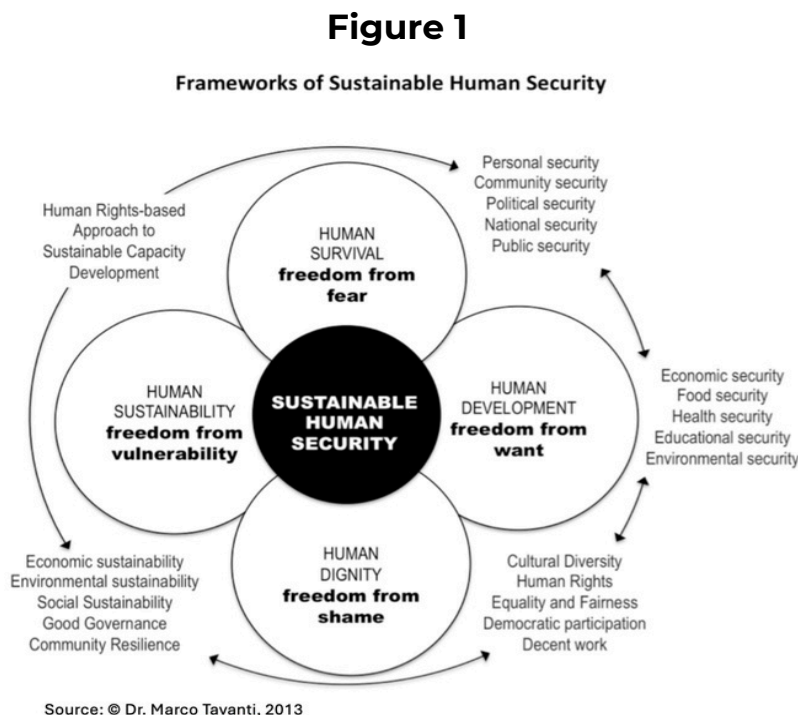 Figure 1
Frameworks of Sustainable Human Security
Human Rights-based
Approach to
Sustainable Capacity
Development
HUMAN
SURVIVAL
freedom from
fear
Personal security
Community security
Political security
National security
Public security
HUMAN
SUSTAINABILITY
freedom from
vulnerability
SUSTAINABLE
HUMAN
SECURITY
HUMAN
DEVELOPMENT
freedom from
want
Economic security
Food security
Health security
Educational security
Environmental security
Economic sustainability
Environmental sustainability
Social Sustainability
Good Governance
Community Resilience
HUMAN
DIGNITY
freedom from
shame
Cultural Diversity
Human Rights
Equality and Fairness
Democratic participation
Decent work
Source: © Dr. Marco Tavanti, 2013